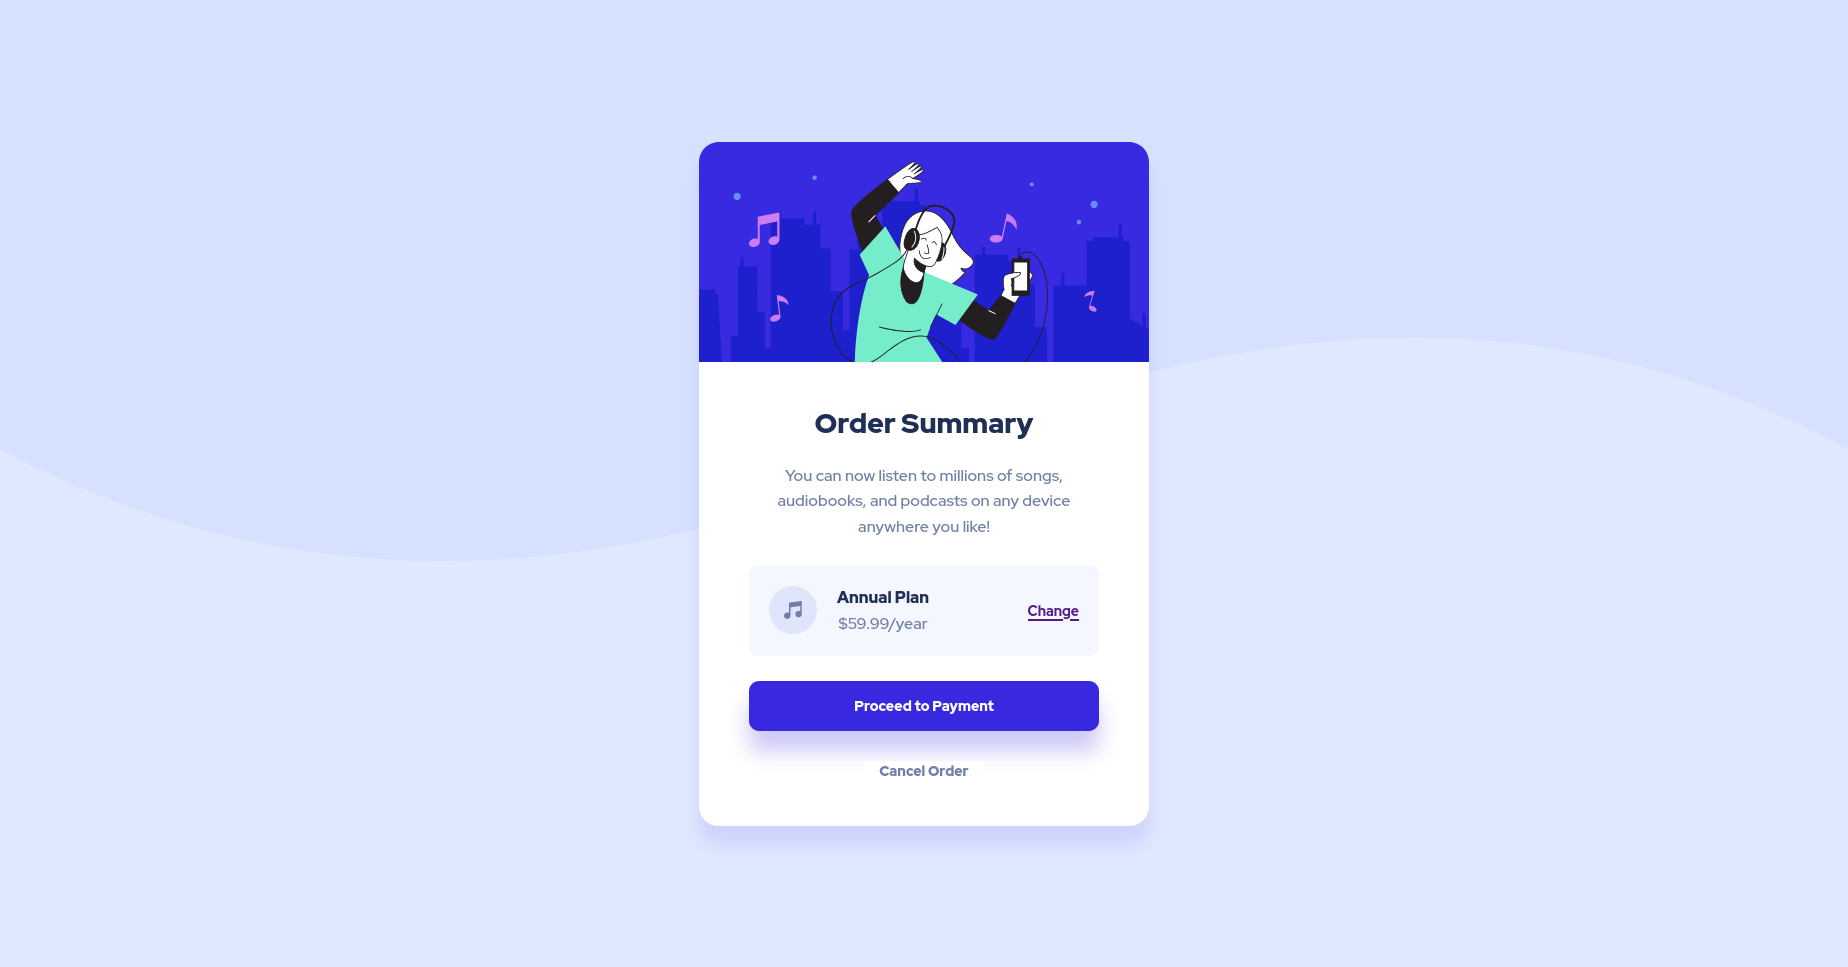 Order Summary
You can now listen to millions of songs,
audiobooks, and podcasts on any device
anywhere you like!
Annual Plan
$59.99/year
Change
Proceed to Payment
Cancel Order